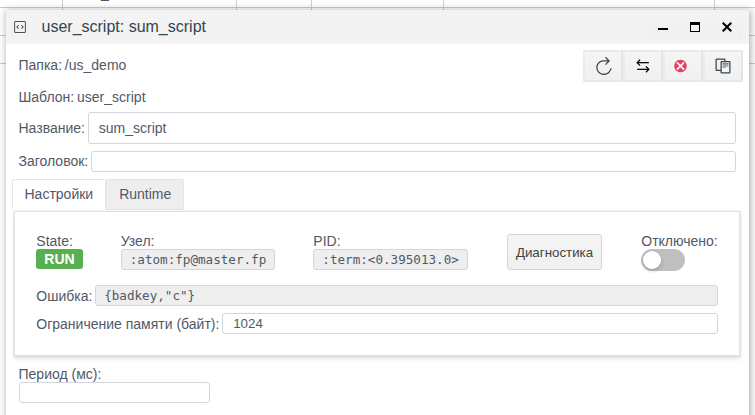 user_script: sum_script
Папка: /us_demo
Шаблон: user_script
Название: sum_script
Заголовок:
Настройки Runtime
State: Узел: PID: Отключено:
RUN :atom:fp@master.fp :term:<0.395013.0> Диагностика
Ошибка: {badkey,"c"}
Ограничение памяти (байт): 1024
Период (мс):